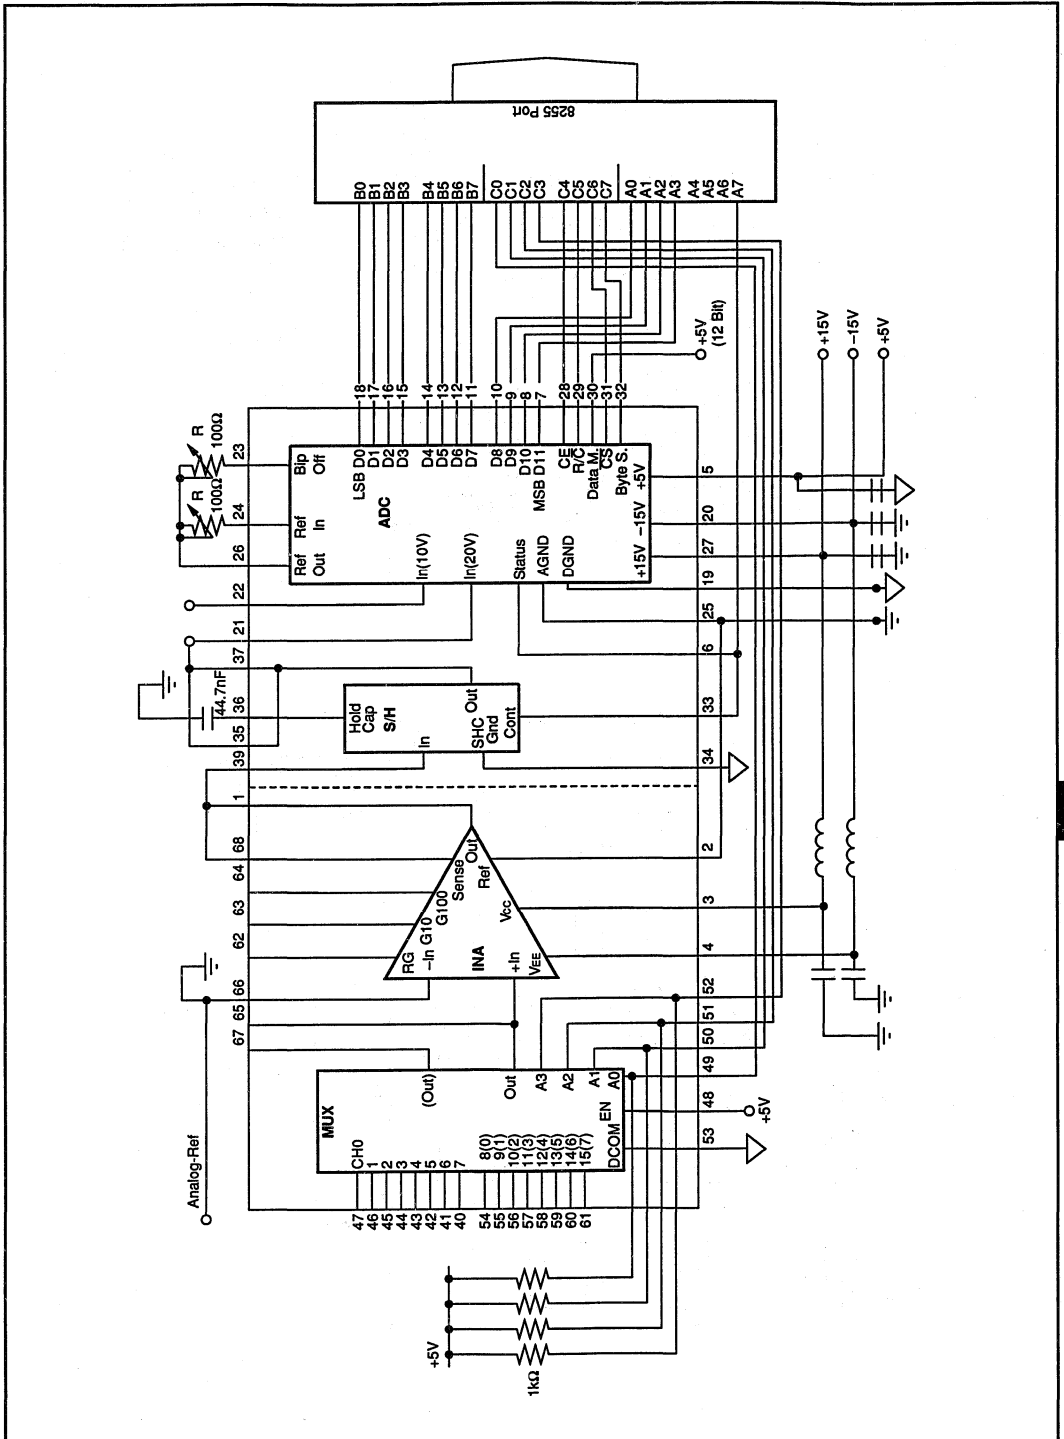 8255 Port
B0
B1
B2
B3
B4
B5
B6
B7
C0
C1
C2
C3
C4
C5
C6
C7
A0
A1
A2
A3
A4
A5
A6
A7
+5V
(12 Bit)
+15V
−15V
+5V
18
17
16
15
14
13
12
11
10
9
8
7
28
29
30
31
32
R
100Ω
R
100Ω
23
24
26
22
21
37
36
35
39
1
68
64
63
62
66
65
67
44.7nF
Bip
Off
Ref
In
Ref
Out
ADC
LSB D0
D1
D2
D3
D4
D5
D6
D7
D8
D9
D10
MSB D11
CE
R/C
Data M.
CS
Byte S.
In(10V)
In(20V)
Status
AGND
DGND
+5V
−15V
+15V
5
20
27
19
25
6
33
34
2
3
4
52
51
50
49
48
53
Hold
Cap
S/H
In
Out
SHC
Gnd
Cont
RG
G10
G100
Sense
Out
Ref
Vcc
−In
INA
+In
VEE
MUX
(Out)
Out
A3
A2
A1
A0
EN
DCOM
+5V
CH0
1
2
3
4
5
6
7
8(0)
9(1)
10(2)
11(3)
12(4)
13(5)
14(6)
15(7)
47
46
45
44
43
42
41
40
54
55
56
57
58
59
60
61
Analog-Ref
+5V
1kΩ